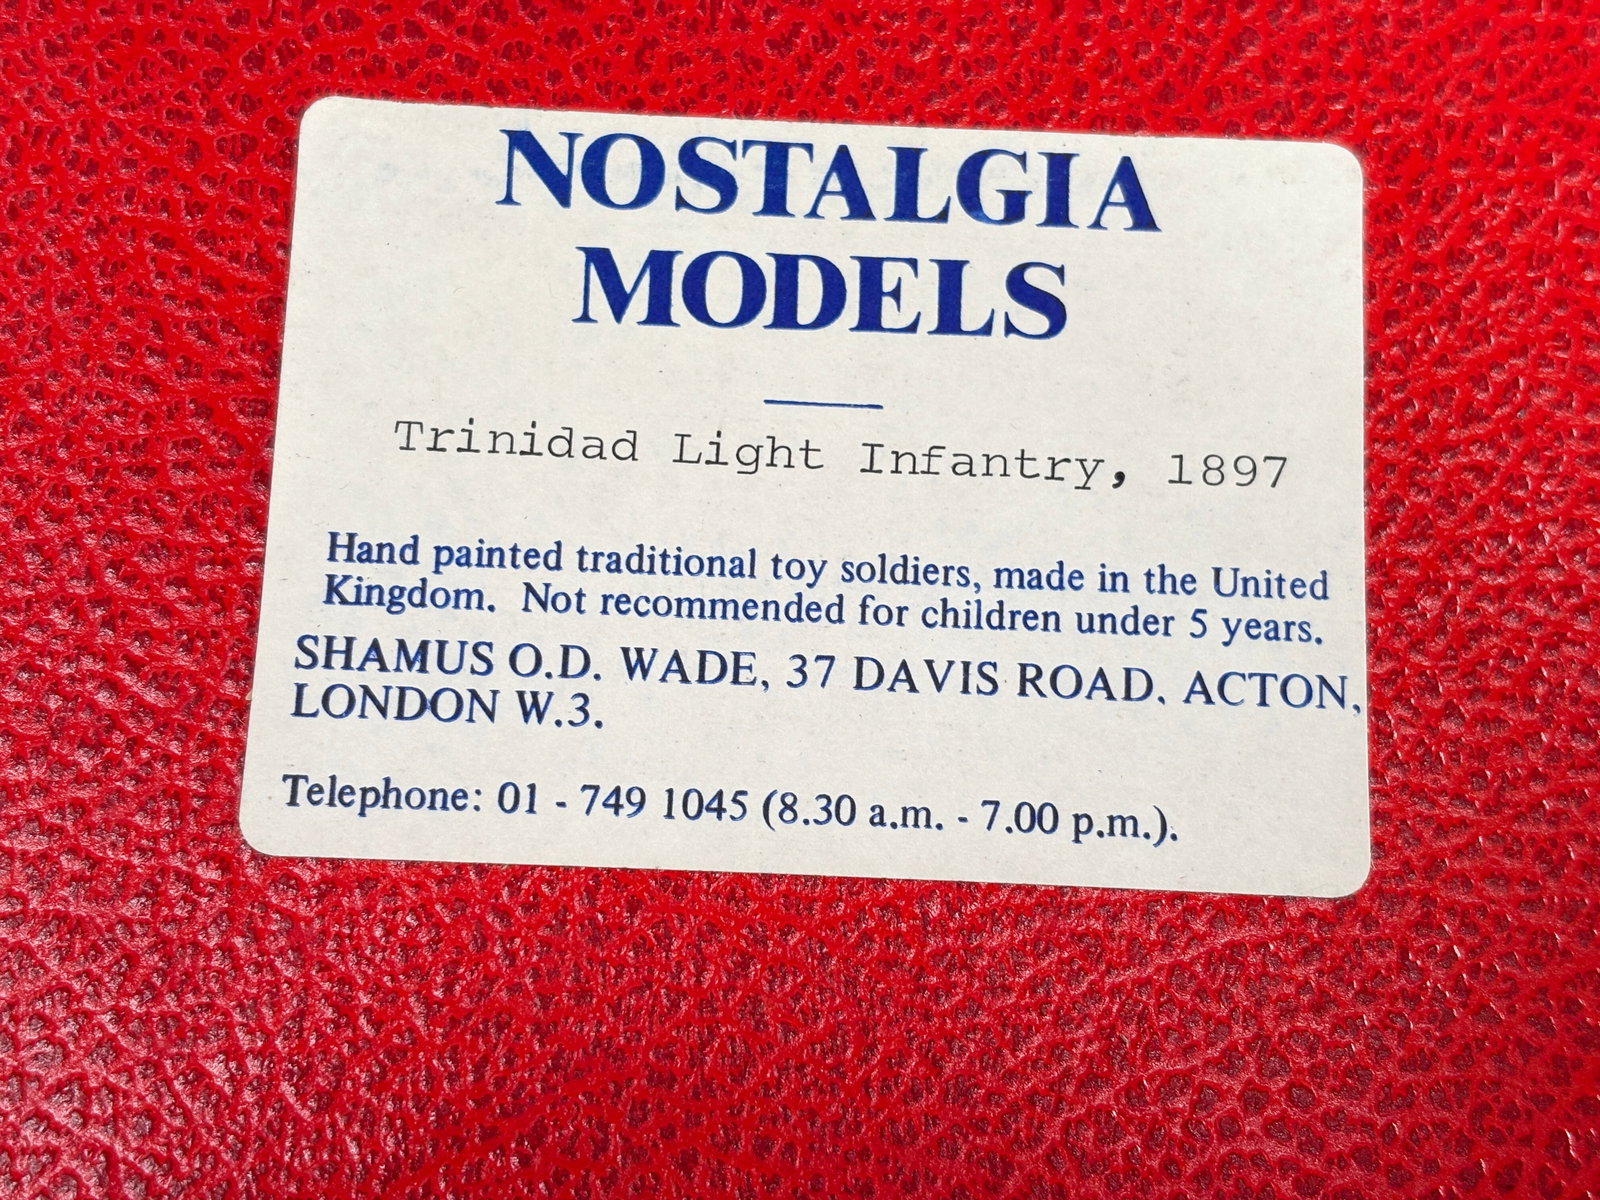 NOSTALGIA
MODELS
Trinidad Light Infantry, 1897
Hand painted traditional toy soldiers, made in the United
Kingdom. Not recommended for children under 5 years.
SHAMUS O.D. WADE, 37 DAVIS ROAD. ACTON,
LONDON W.3.
Telephone: 01 - 749 1045 (8.30 a.m. - 7.00 p.m.).